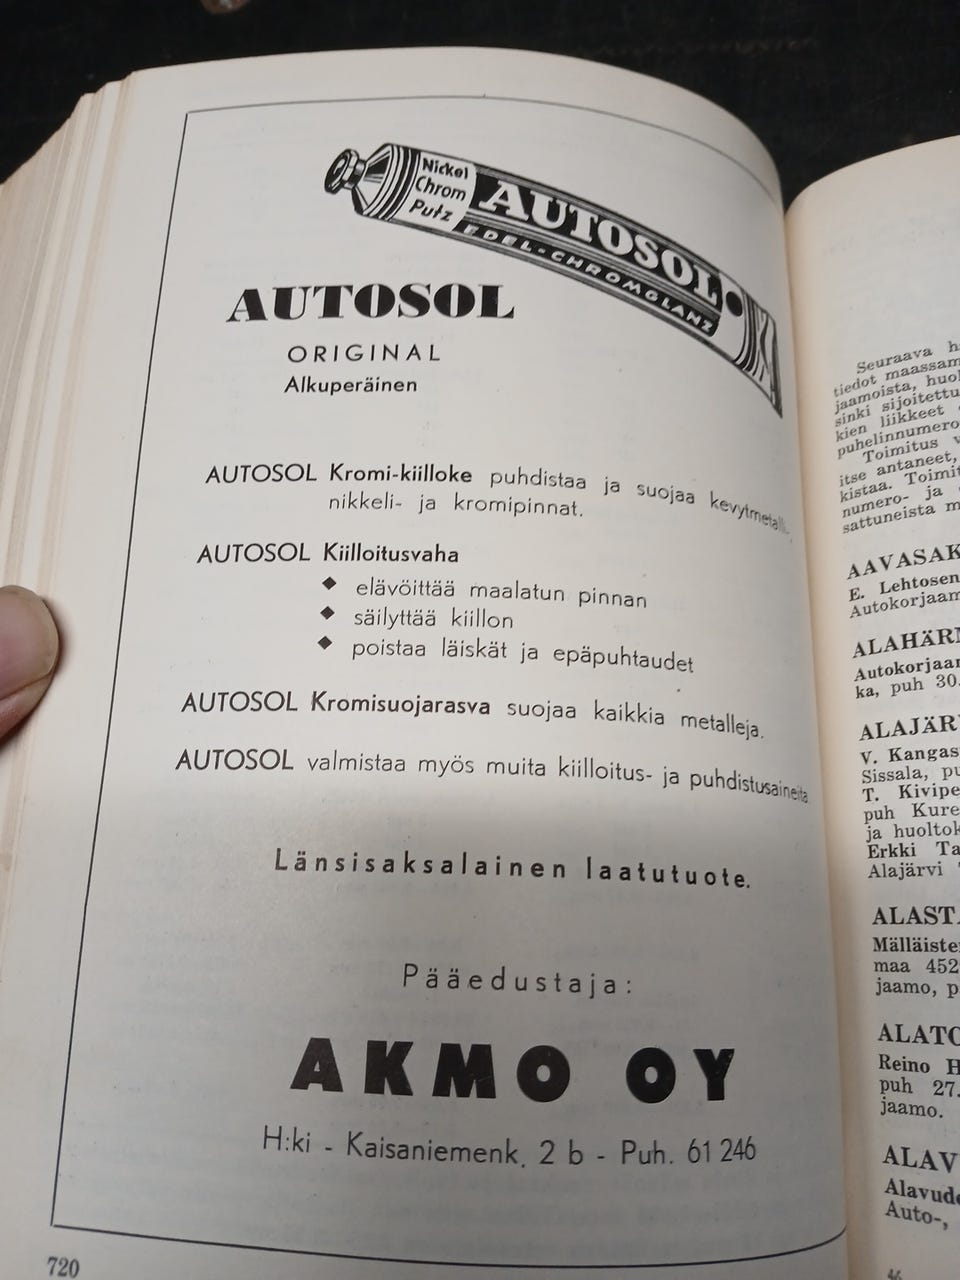 Nickel
Chrom
Putz
AUTOSOL
EDEL-CHROMGLANZ
AUTOSOL
ORIGINAL
Alkuperäinen
AUTOSOL Kromi-kiilloke puhdistaa ja suojaa kevytmetalli-
nikkeli- ja kromipinnat.
AUTOSOL Kiilloitusvaha
◆ elävöittää maalatun pinnan
◆ säilyttää kiillon
◆ poistaa läiskät ja epäpuhtaudet
AUTOSOL Kromisuojarasva suojaa kaikkia metalleja.
AUTOSOL valmistaa myös muita kiilloitus- ja puhdistusaineita
Länsisaksalainen laatutuote.
Pääedustaja:
AKMO OY
H:ki - Kaisaniemenk. 2 b - Puh. 61 246
720
Seuraava
tiedot maassam
jaamoista, huol
sinki sijoitettu
kien liikkeet
puhelinnumero
Toimitus v
itse antaneet,
kistaa. Toimit
numero- ja
sattuneista m
AAVASAK
E. Lehtosen
Autokorjaam
ALAHÄRM
Autokorjaam
ka, puh 30.
ALAJÄR
V. Kangas
Sissala, pu
T. Kivipe
puh Kure
ja huoltok
Erkki Ta
Alajärvi
ALAST
Mälläiste
maa 452
jaamo, p
ALATO
Reino H
puh 27.
jaamo.
ALAV
Alavude
Auto-,